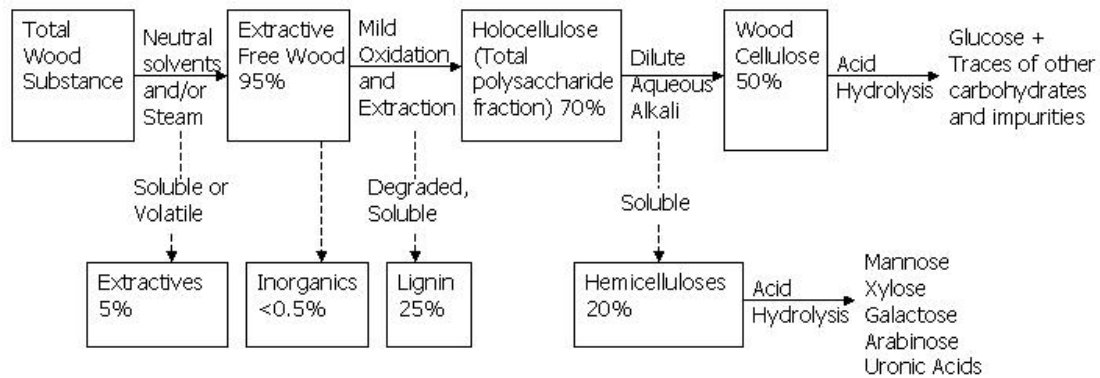 Total
Wood
Substance
Neutral
solvents
and/or
Steam
Extractive
Free Wood
95%
Mild
Oxidation
and
Extraction
Holocellulose
(Total
polysaccharide
fraction) 70%
Dilute
Aqueous
Alkali
Wood
Cellulose
50%
Acid
Hydrolysis
Glucose +
Traces of other
carbohydrates
and impurities
Soluble or
Volatile
Degraded,
Soluble
Soluble
Extractives
5%
Inorganics
<0.5%
Lignin
25%
Hemicelluloses
20%
Acid
Hydrolysis
Mannose
Xylose
Galactose
Arabinose
Uronic Acids